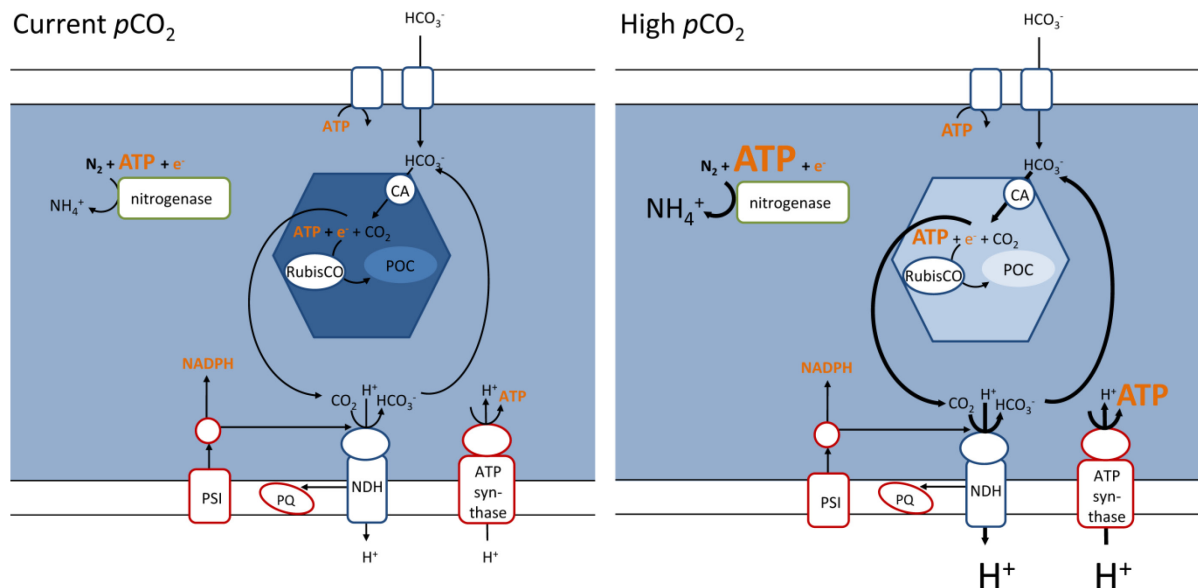 Current pCO₂
HCO₃⁻
ATP
N₂ + ATP + e⁻
HCO₃⁻
CA
nitrogenase
NH₄⁺
ATP + e⁻ + CO₂
RubisCO
POC
NADPH
CO₂
H⁺
HCO₃⁻
H⁺
ATP
PSI
PQ
NDH
ATP
syn-
thase
H⁺
H⁺
High pCO₂
HCO₃⁻
ATP
N₂ + ATP + e⁻
HCO₃⁻
CA
nitrogenase
NH₄⁺
ATP + e⁻ + CO₂
RubisCO
POC
NADPH
CO₂
H⁺
HCO₃⁻
H⁺
ATP
PSI
PQ
NDH
ATP
syn-
thase
H⁺
H⁺